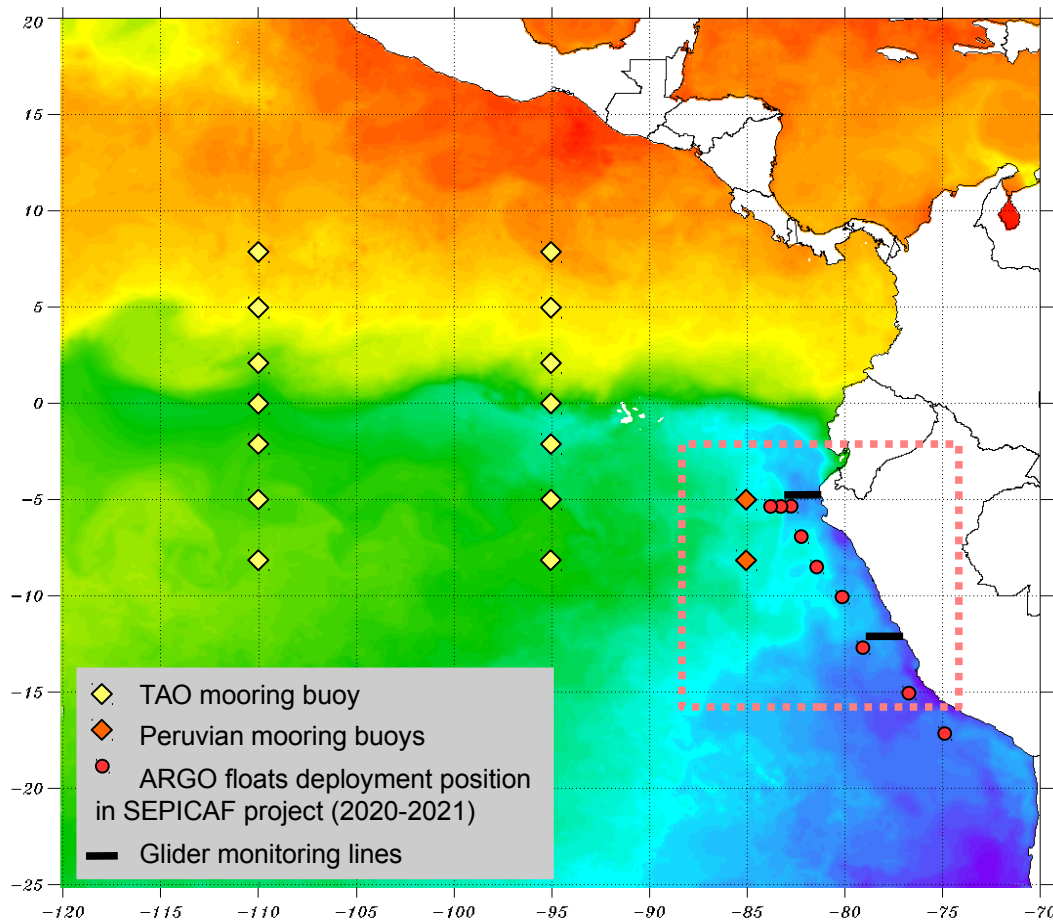 20
15
10
5
0
-5
-10
-15
-20
-25
TAO mooring buoy
Peruvian mooring buoys
ARGO floats deployment position
in SEPICAF project (2020-2021)
Glider monitoring lines
-120 -115 -110 -105 -100 -95 -90 -85 -80 -75 -70